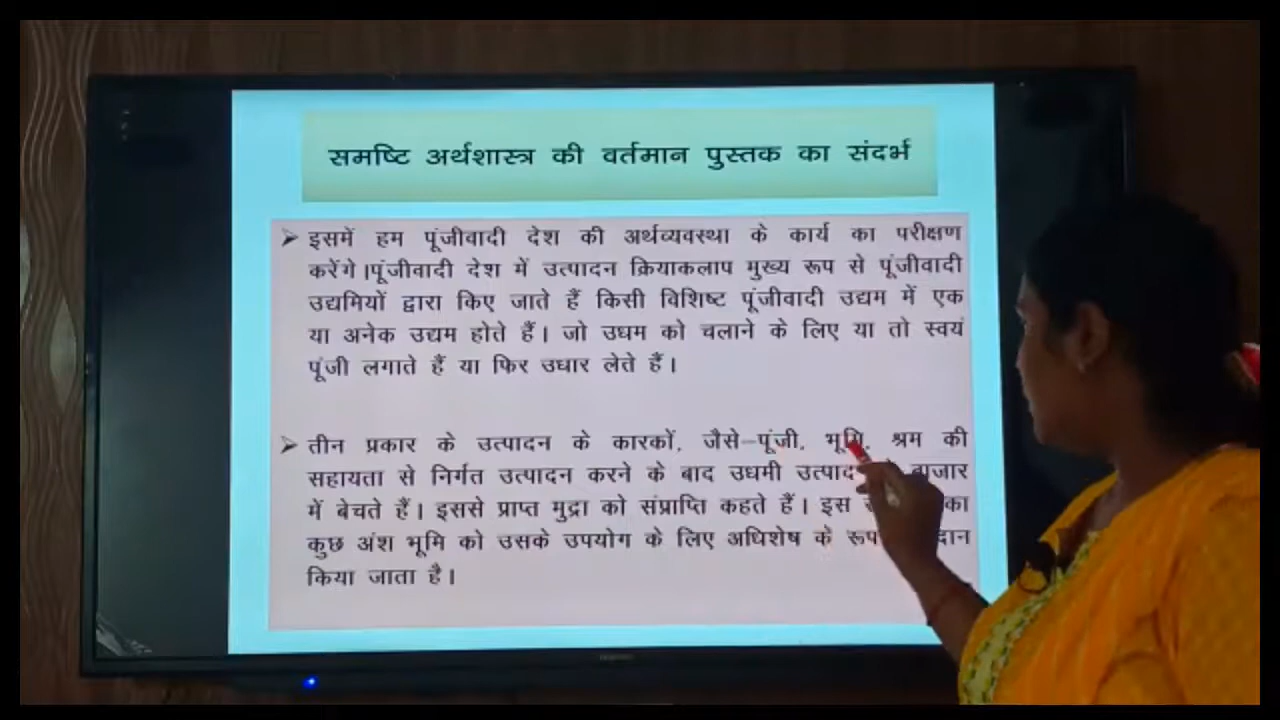 समष्टि अर्थशास्त्र की वर्तमान पुस्तक का संदर्भ
➤ इसमें हम पूंजीवादी देश की अर्थव्यवस्था के कार्य का परीक्षण
करेंगे।पूंजीवादी देश में उत्पादन क्रियाकलाप मुख्य रूप से पूंजीवादी
उद्यमियों द्वारा किए जाते हैं किसी विशिष्ट पूंजीवादी उद्यम में एक
या अनेक उद्यम होते हैं। जो उधम को चलाने के लिए या तो स्वयं
पूंजी लगाते हैं या फिर उधार लेते हैं।
➤ तीन प्रकार के उत्पादन के कारकों, जैसे–पूंजी, भूमि, श्रम की
सहायता से निर्गत उत्पादन करने के बाद उधमी बाजार
में बेचते हैं। इससे प्राप्त मुद्रा को संप्राप्ति कहते हैं। इस का
कुछ अंश भूमि को उसके उपयोग के लिए अधिशेष के
किया जाता है।